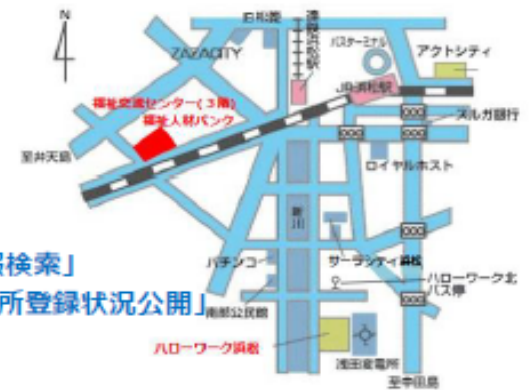 N
旧松菱
遠鉄浜松駅
バスターミナル
アクトシティ
ZAZACITY
JR浜松駅
福祉交流センター(3階)
福祉人材バンク
スルガ銀行
至弁天島
ロイヤルホスト
新川
報検索」
パチンコ
サーラシティ浜松
ハローワーク北
バス停
所登録状況公開」
南部公民館
ハローワーク浜松
浅田変電所
至中田島